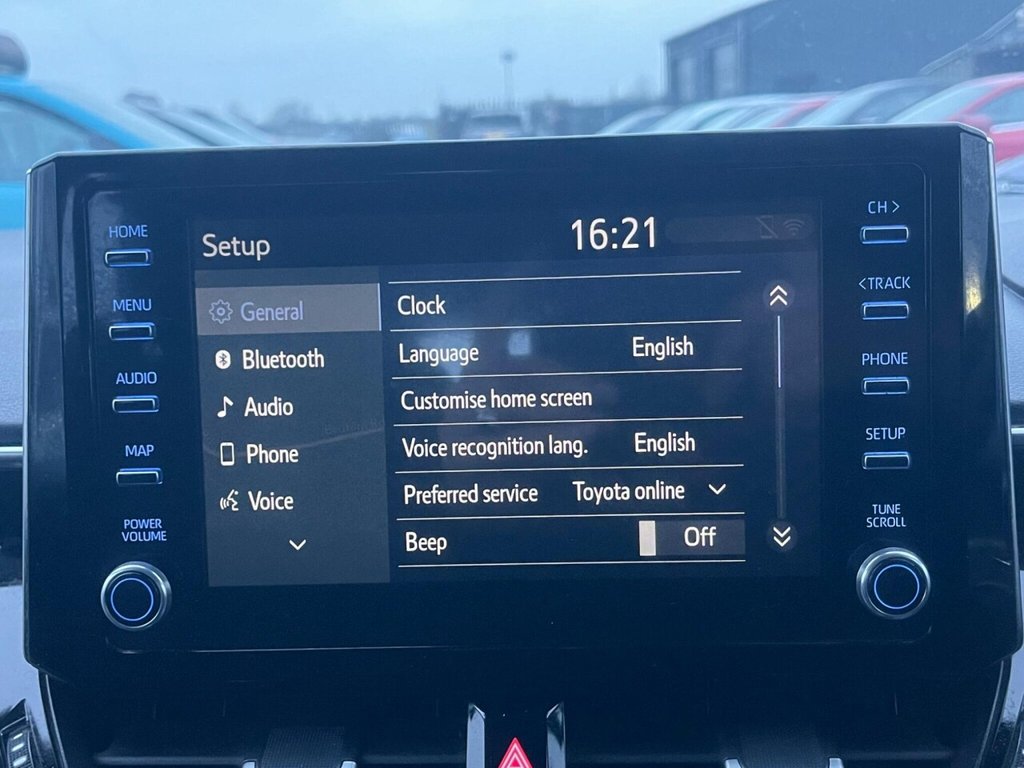 HOME
MENU
AUDIO
MAP
POWER
VOLUME
Setup
16:21
General
Bluetooth
Audio
Phone
Voice
Clock
Language English
Customise home screen
Voice recognition lang. English
Preferred service Toyota online
Beep Off
CH >
< TRACK
PHONE
SETUP
TUNE
SCROLL